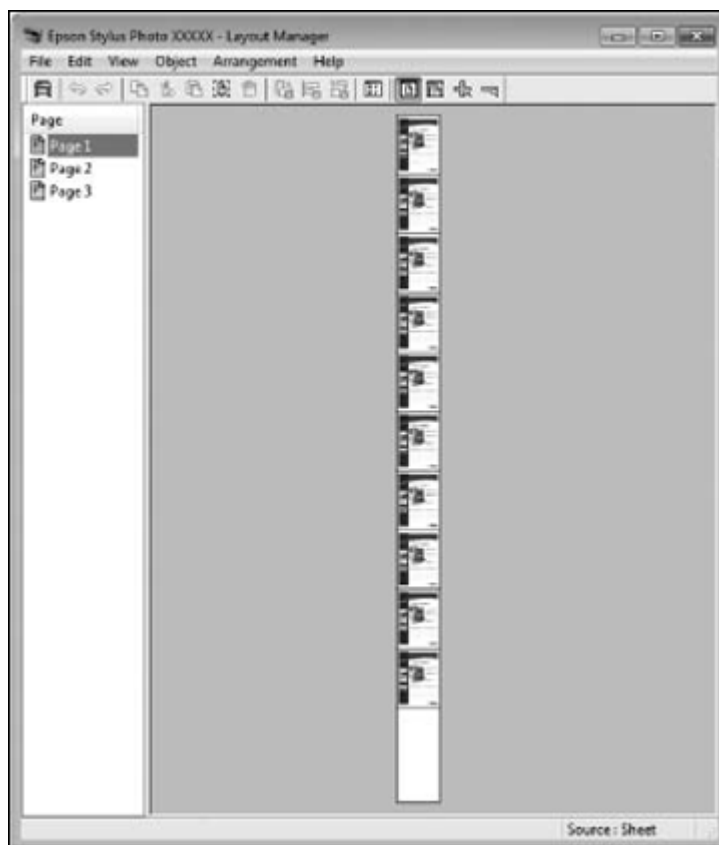 Epson Stylus Photo XXXXX - Layout Manager
File Edit View Object Arrangement Help
Page
Page 1
Page 2
Page 3
Source : Sheet